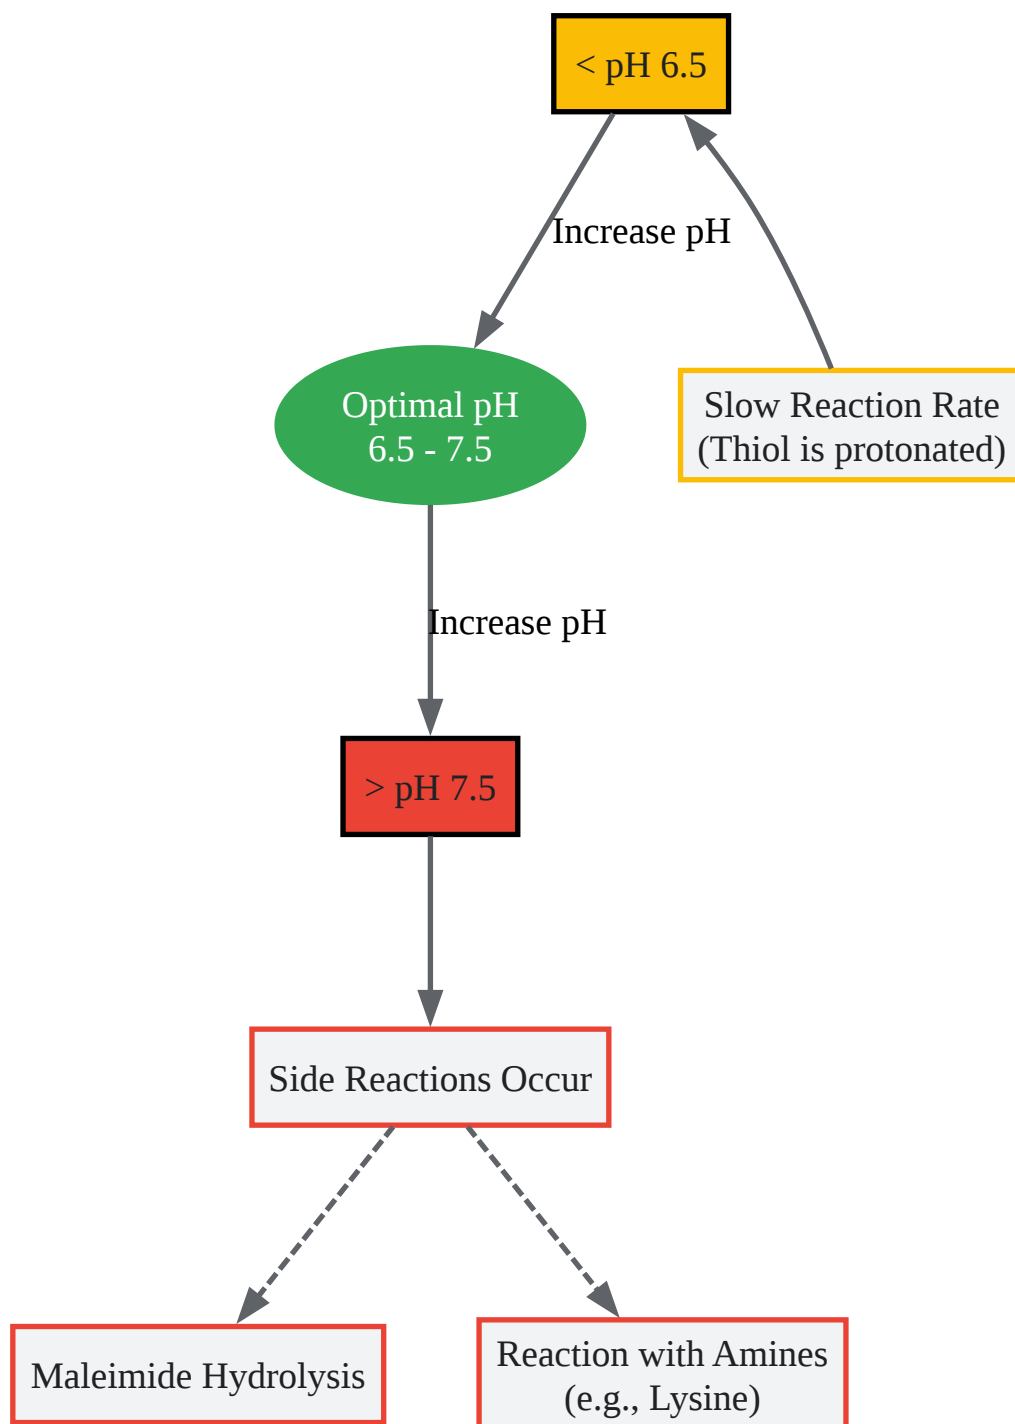 < pH 6.5
Increase pH
Optimal pH
6.5 - 7.5
Slow Reaction Rate
(Thiol is protonated)
Increase pH
> pH 7.5
Side Reactions Occur
Maleimide Hydrolysis
Reaction with Amines
(e.g., Lysine)